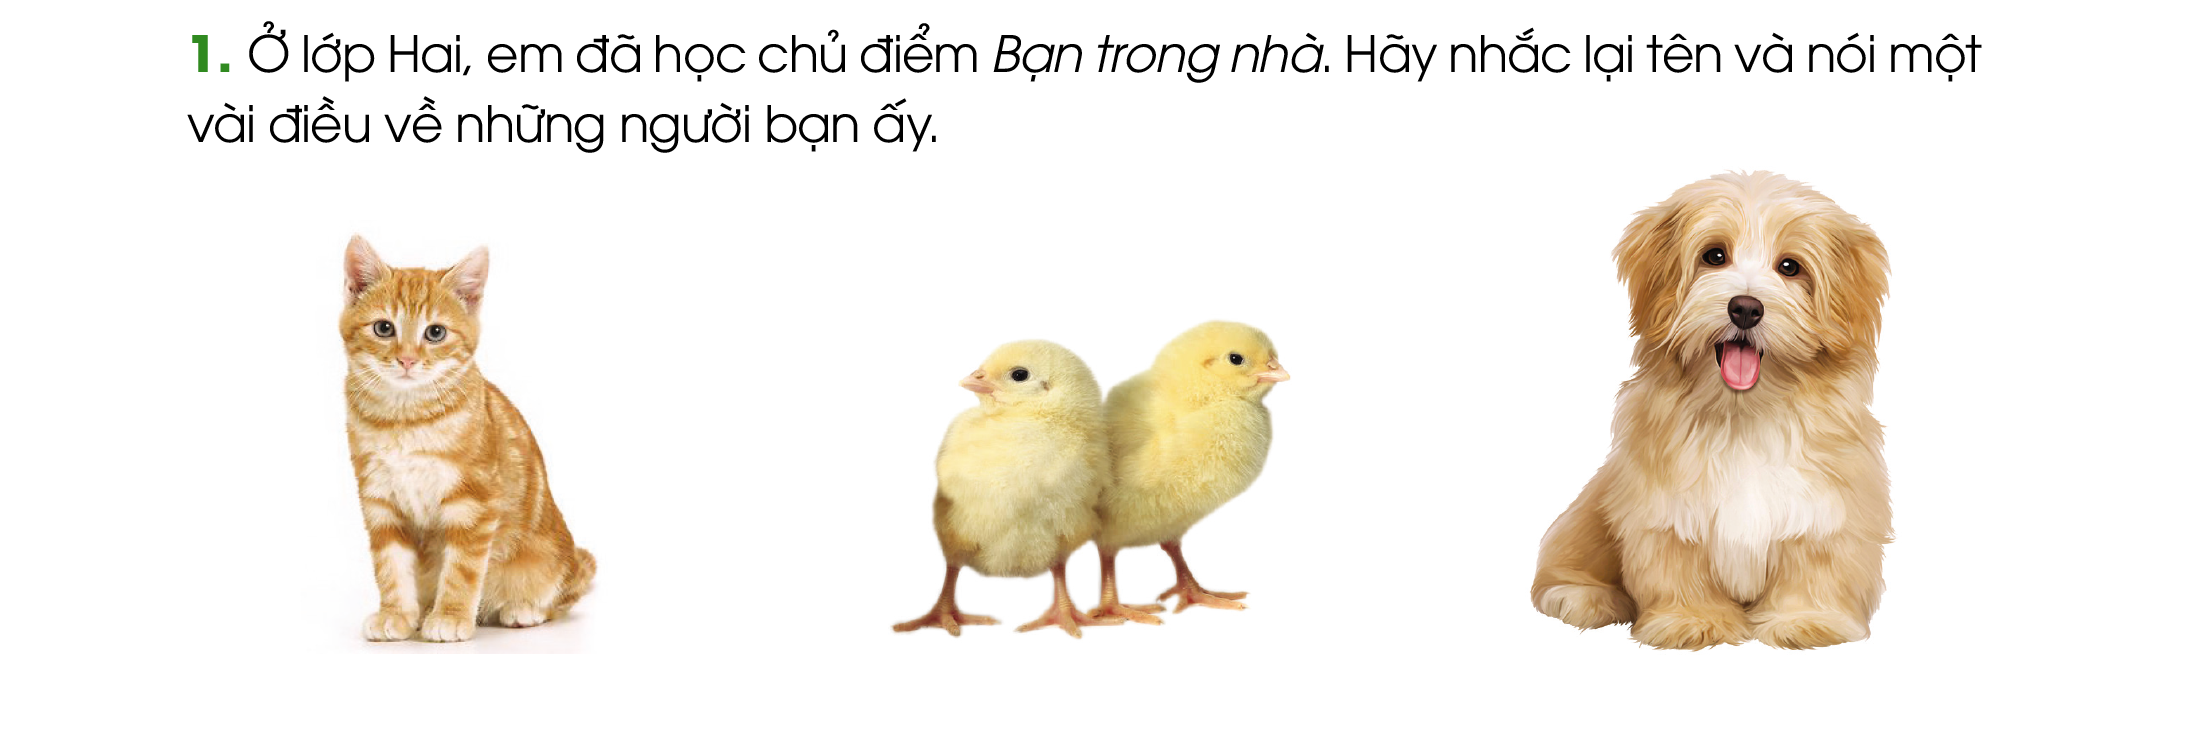 1. Ở lớp Hai, em đã học chủ điểm Bạn trong nhà. Hãy nhắc lại tên và nói một
vài điều về những người bạn ấy.